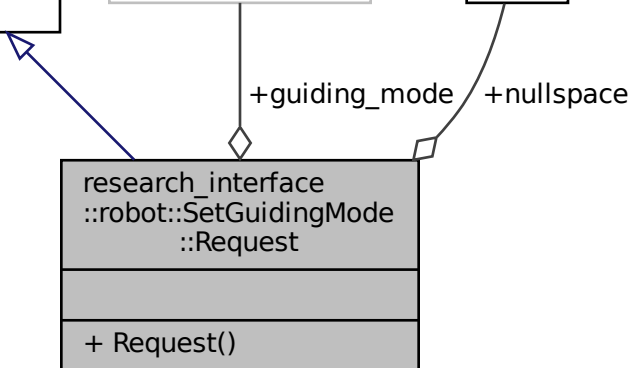 +guiding_mode
+nullspace
research_interface
::robot::SetGuidingMode
::Request
+ Request()